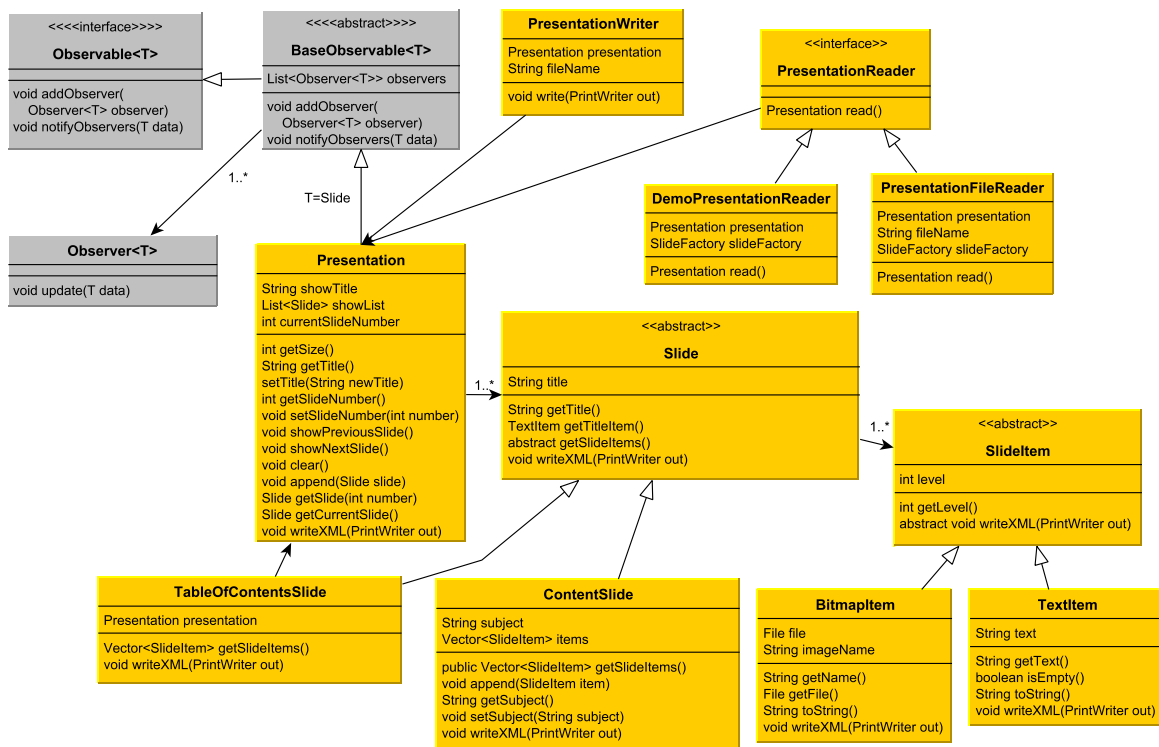 <<<<interface>>>>
Observable<T>
void addObserver(
Observer<T> observer)
void notifyObservers(T data)
<<<<abstract>>>>
BaseObservable<T>
List<Observer<T>> observers
void addObserver(
Observer<T> observer)
void notifyObservers(T data)
PresentationWriter
Presentation presentation
String fileName
void write(PrintWriter out)
<<interface>>
PresentationReader
Presentation read()
1..*
T=Slide
DemoPresentationReader
Presentation presentation
SlideFactory slideFactory
Presentation read()
PresentationFileReader
Presentation presentation
String fileName
SlideFactory slideFactory
Presentation read()
Observer<T>
void update(T data)
Presentation
String showTitle
List<Slide> showList
int currentSlideNumber
int getSize()
String getTitle()
setTitle(String newTitle)
int getSlideNumber()
void setSlideNumber(int number)
void showPreviousSlide()
void showNextSlide()
void clear()
void append(Slide slide)
Slide getSlide(int number)
Slide getCurrentSlide()
void writeXML(PrintWriter out)
1..*
<<abstract>>
Slide
String title
String getTitle()
TextItem getTitleItem()
abstract getSlideItems()
void writeXML(PrintWriter out)
1..*
<<abstract>>
SlideItem
int level
int getLevel()
abstract void writeXML(PrintWriter out)
TableOfContentsSlide
Presentation presentation
Vector<SlideItem> getSlideItems()
void writeXML(PrintWriter out)
ContentSlide
String subject
Vector<SlideItem> items
public Vector<SlideItem> getSlideItems()
void append(SlideItem item)
String getSubject()
void setSubject(String subject)
void writeXML(PrintWriter out)
BitmapItem
File file
String imageName
String getName()
File getFile()
String toString()
void writeXML(PrintWriter out)
TextItem
String text
String getText()
boolean isEmpty()
String toString()
void writeXML(PrintWriter out)